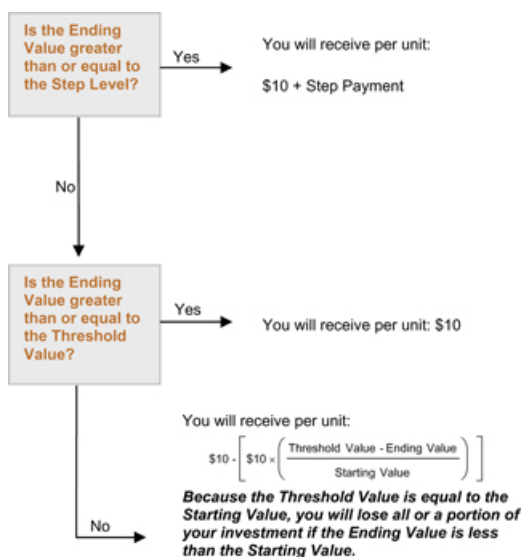 Is the Ending
Value greater
than or equal to
the Step Level?
Yes
You will receive per unit:
$10 + Step Payment
No
Is the Ending
Value greater
than or equal to
the Threshold
Value?
Yes
You will receive per unit: $10
You will receive per unit:
$10 - [ $10 × ( Threshold Value - Ending Value
Starting Value ) ]
No
Because the Threshold Value is equal to the
Starting Value, you will lose all or a portion of
your investment if the Ending Value is less
than the Starting Value.